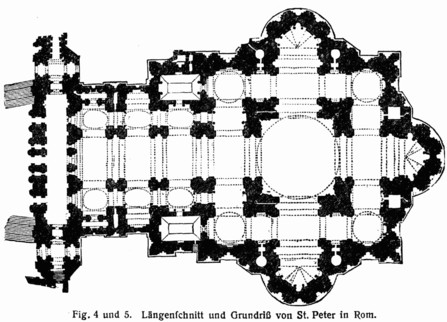 Fig. 4 und 5. Längenſchnitt und Grundriß von St. Peter in Rom.